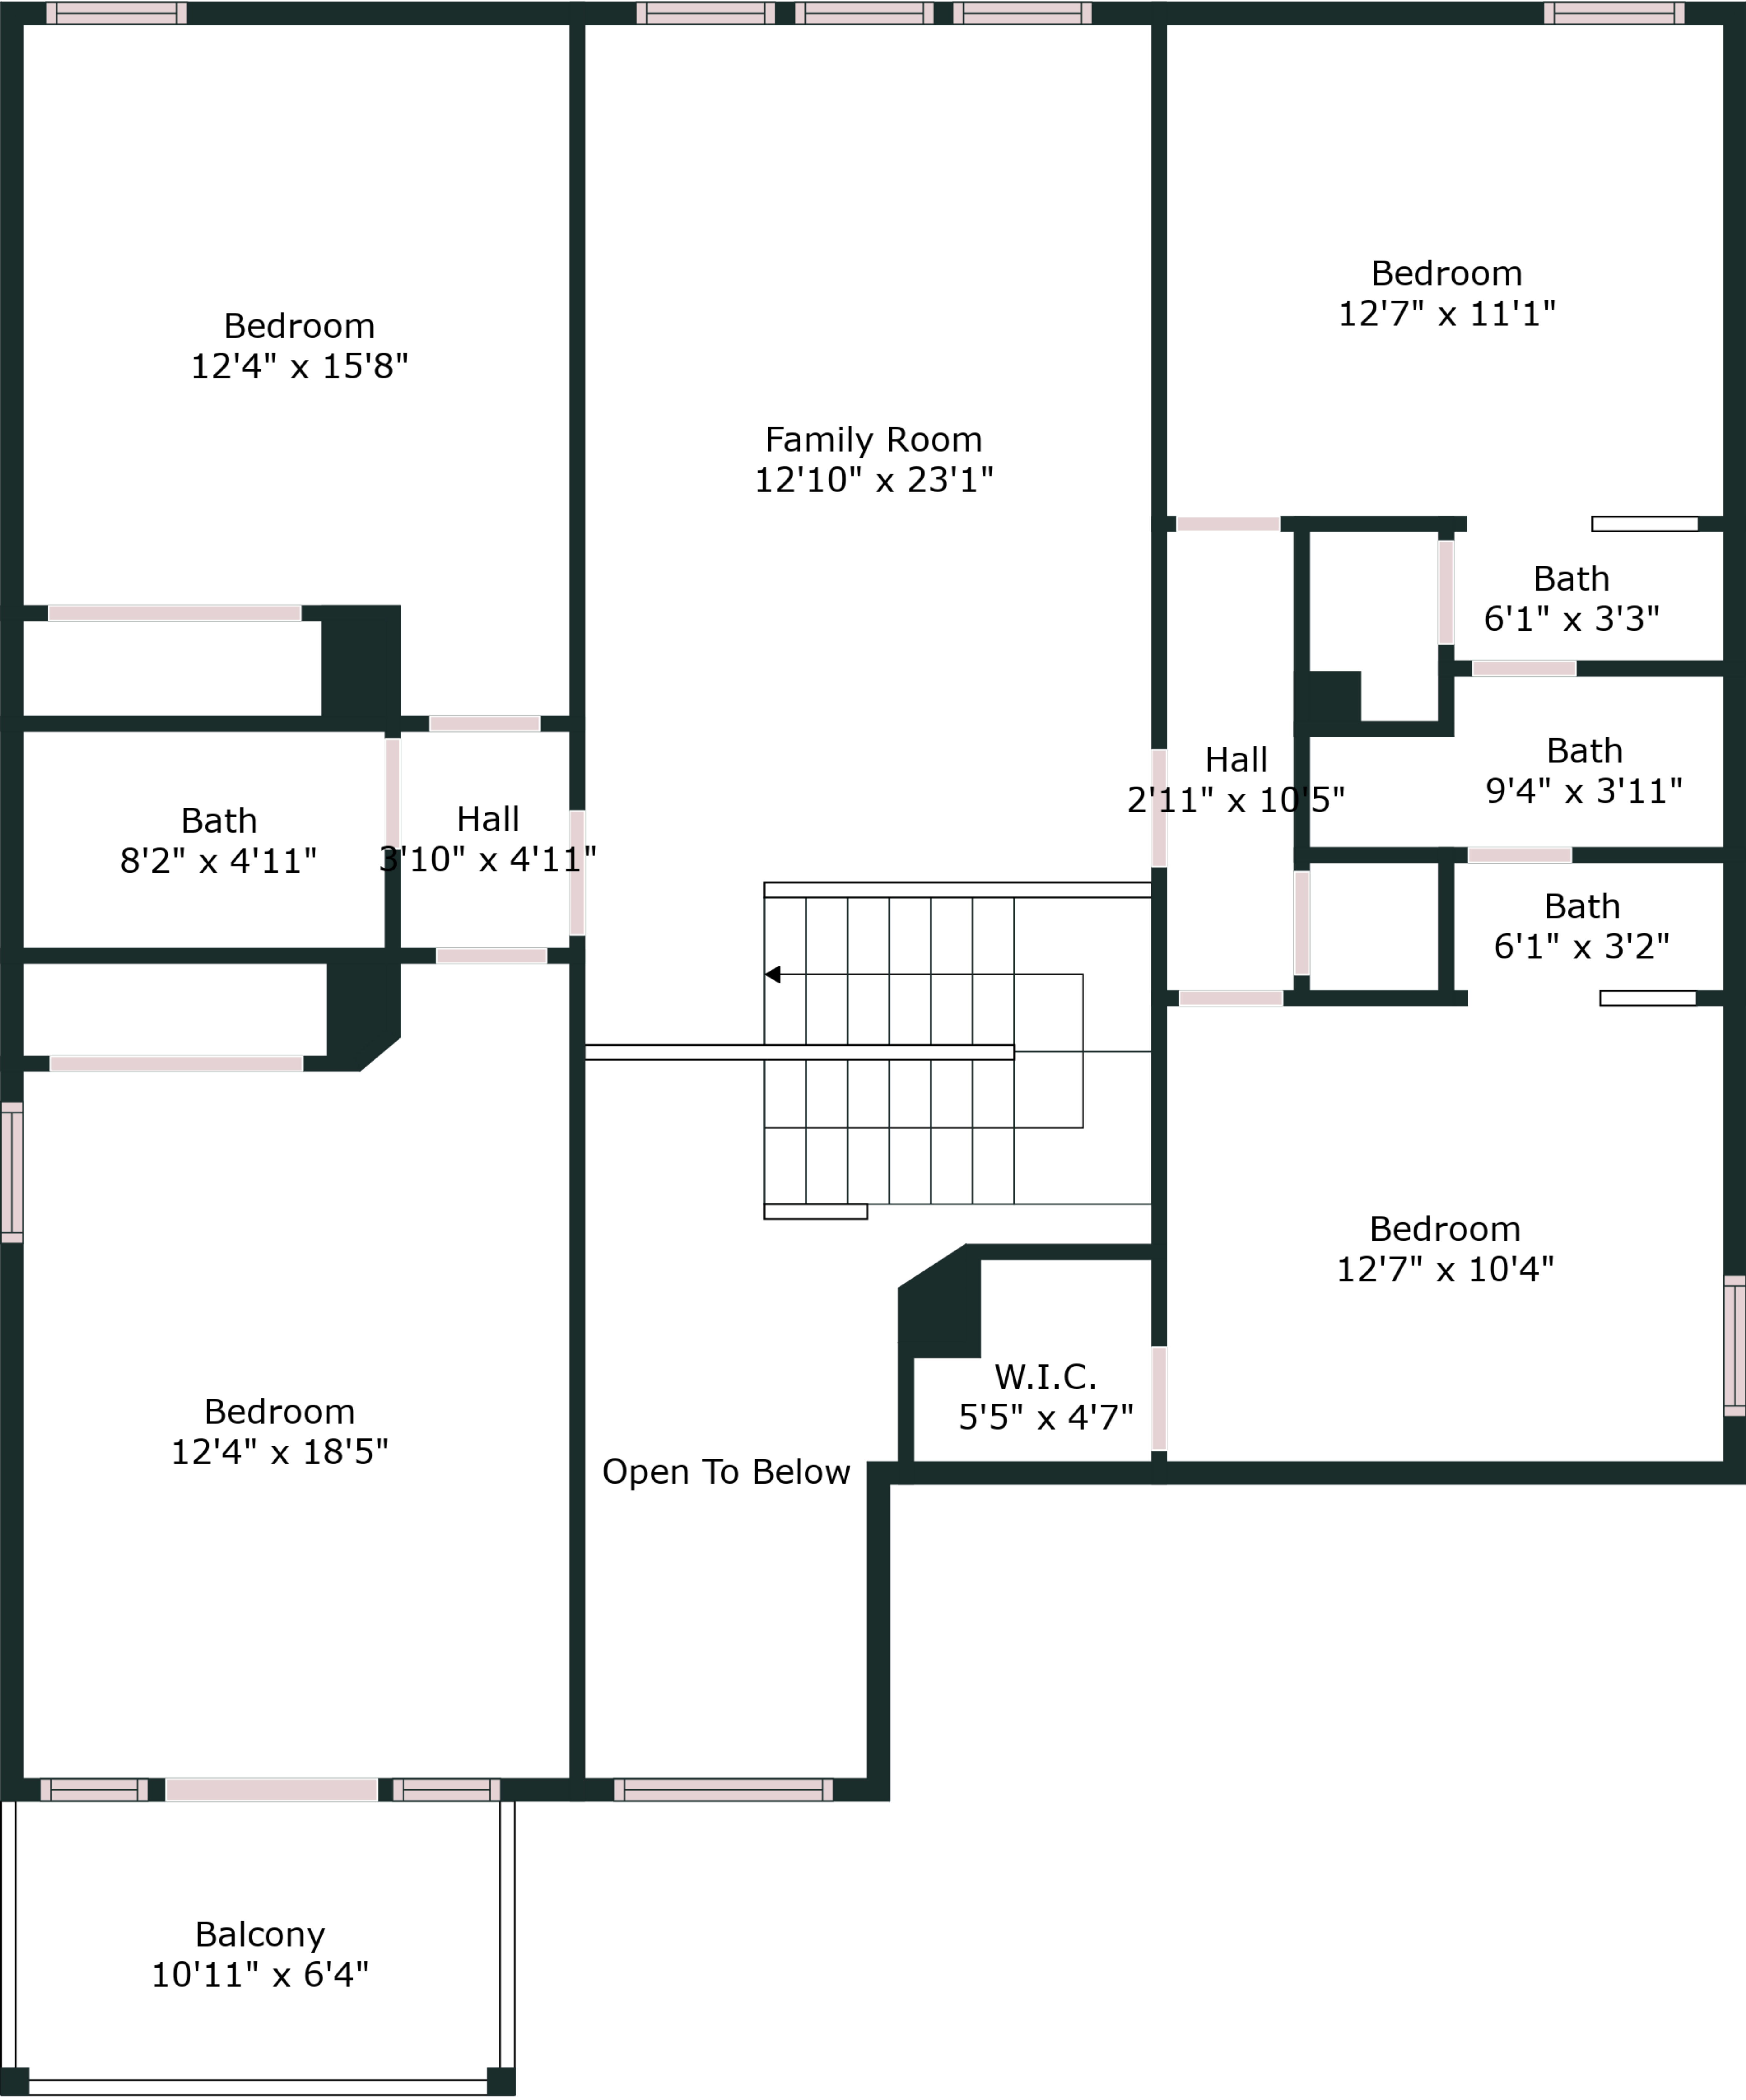 Bedroom
12'4" x 15'8"
Family Room
12'10" x 23'1"
Bedroom
12'7" x 11'1"
Bath
6'1" x 3'3"
Bath
8'2" x 4'11"
Hall
3'10" x 4'11"
Hall
2'11" x 10'5"
Bath
9'4" x 3'11"
Bath
6'1" x 3'2"
Bedroom
12'7" x 10'4"
W.I.C.
5'5" x 4'7"
Bedroom
12'4" x 18'5"
Open To Below
Balcony
10'11" x 6'4"